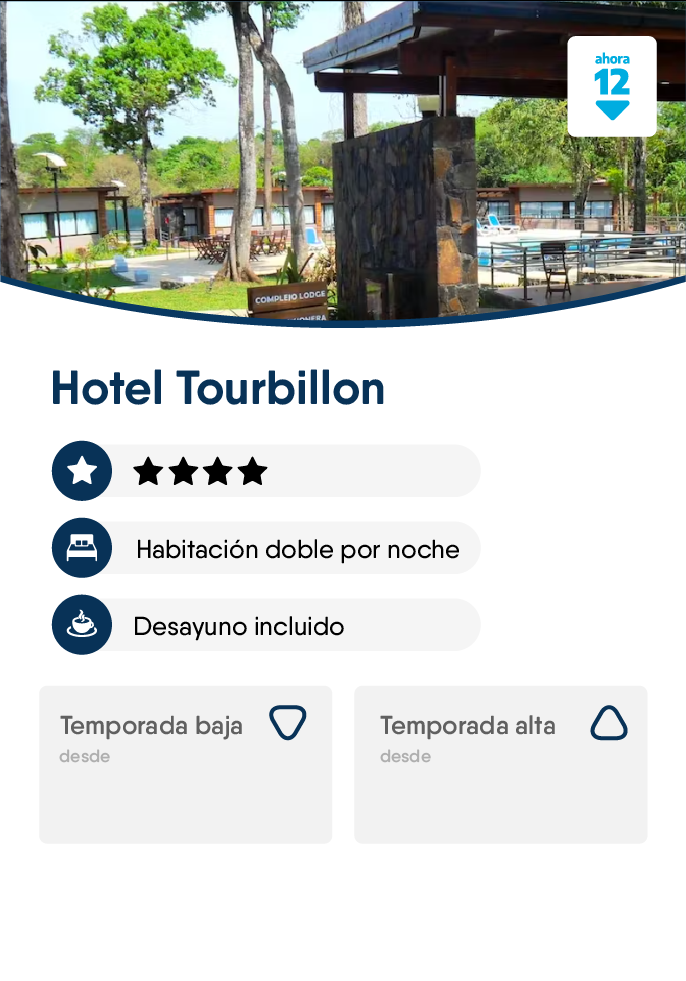 ahora
12
COMPLEJO LODGE
Hotel Tourbillon
Habitación doble por noche
Desayuno incluido
Temporada baja
desde
Temporada alta
desde